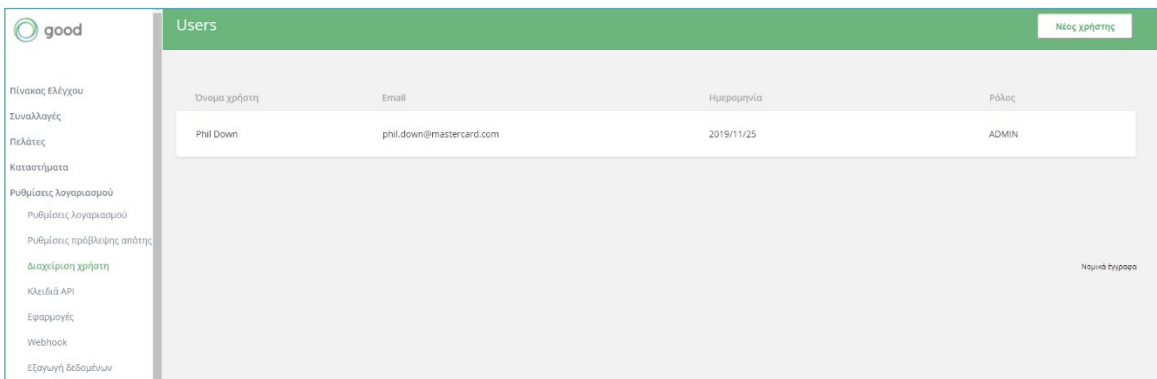 good
Users
Νέος χρήστης
Πίνακας Ελέγχου
Συναλλαγές
Πελάτες
Καταστήματα
Ρυθμίσεις λογαριασμού
Ρυθμίσεις λογαριασμού
Ρυθμίσεις πρόβλεψης απάτης
Διαχείριση χρήστη
Κλειδιά API
Εφαρμογές
Webhook
Εξαγωγή δεδομένων
Όνομα χρήστη Email Ημερομηνία Ρόλος
Phil Down phil.down@mastercard.com 2019/11/25 ADMIN
Νομικά έγγραφα